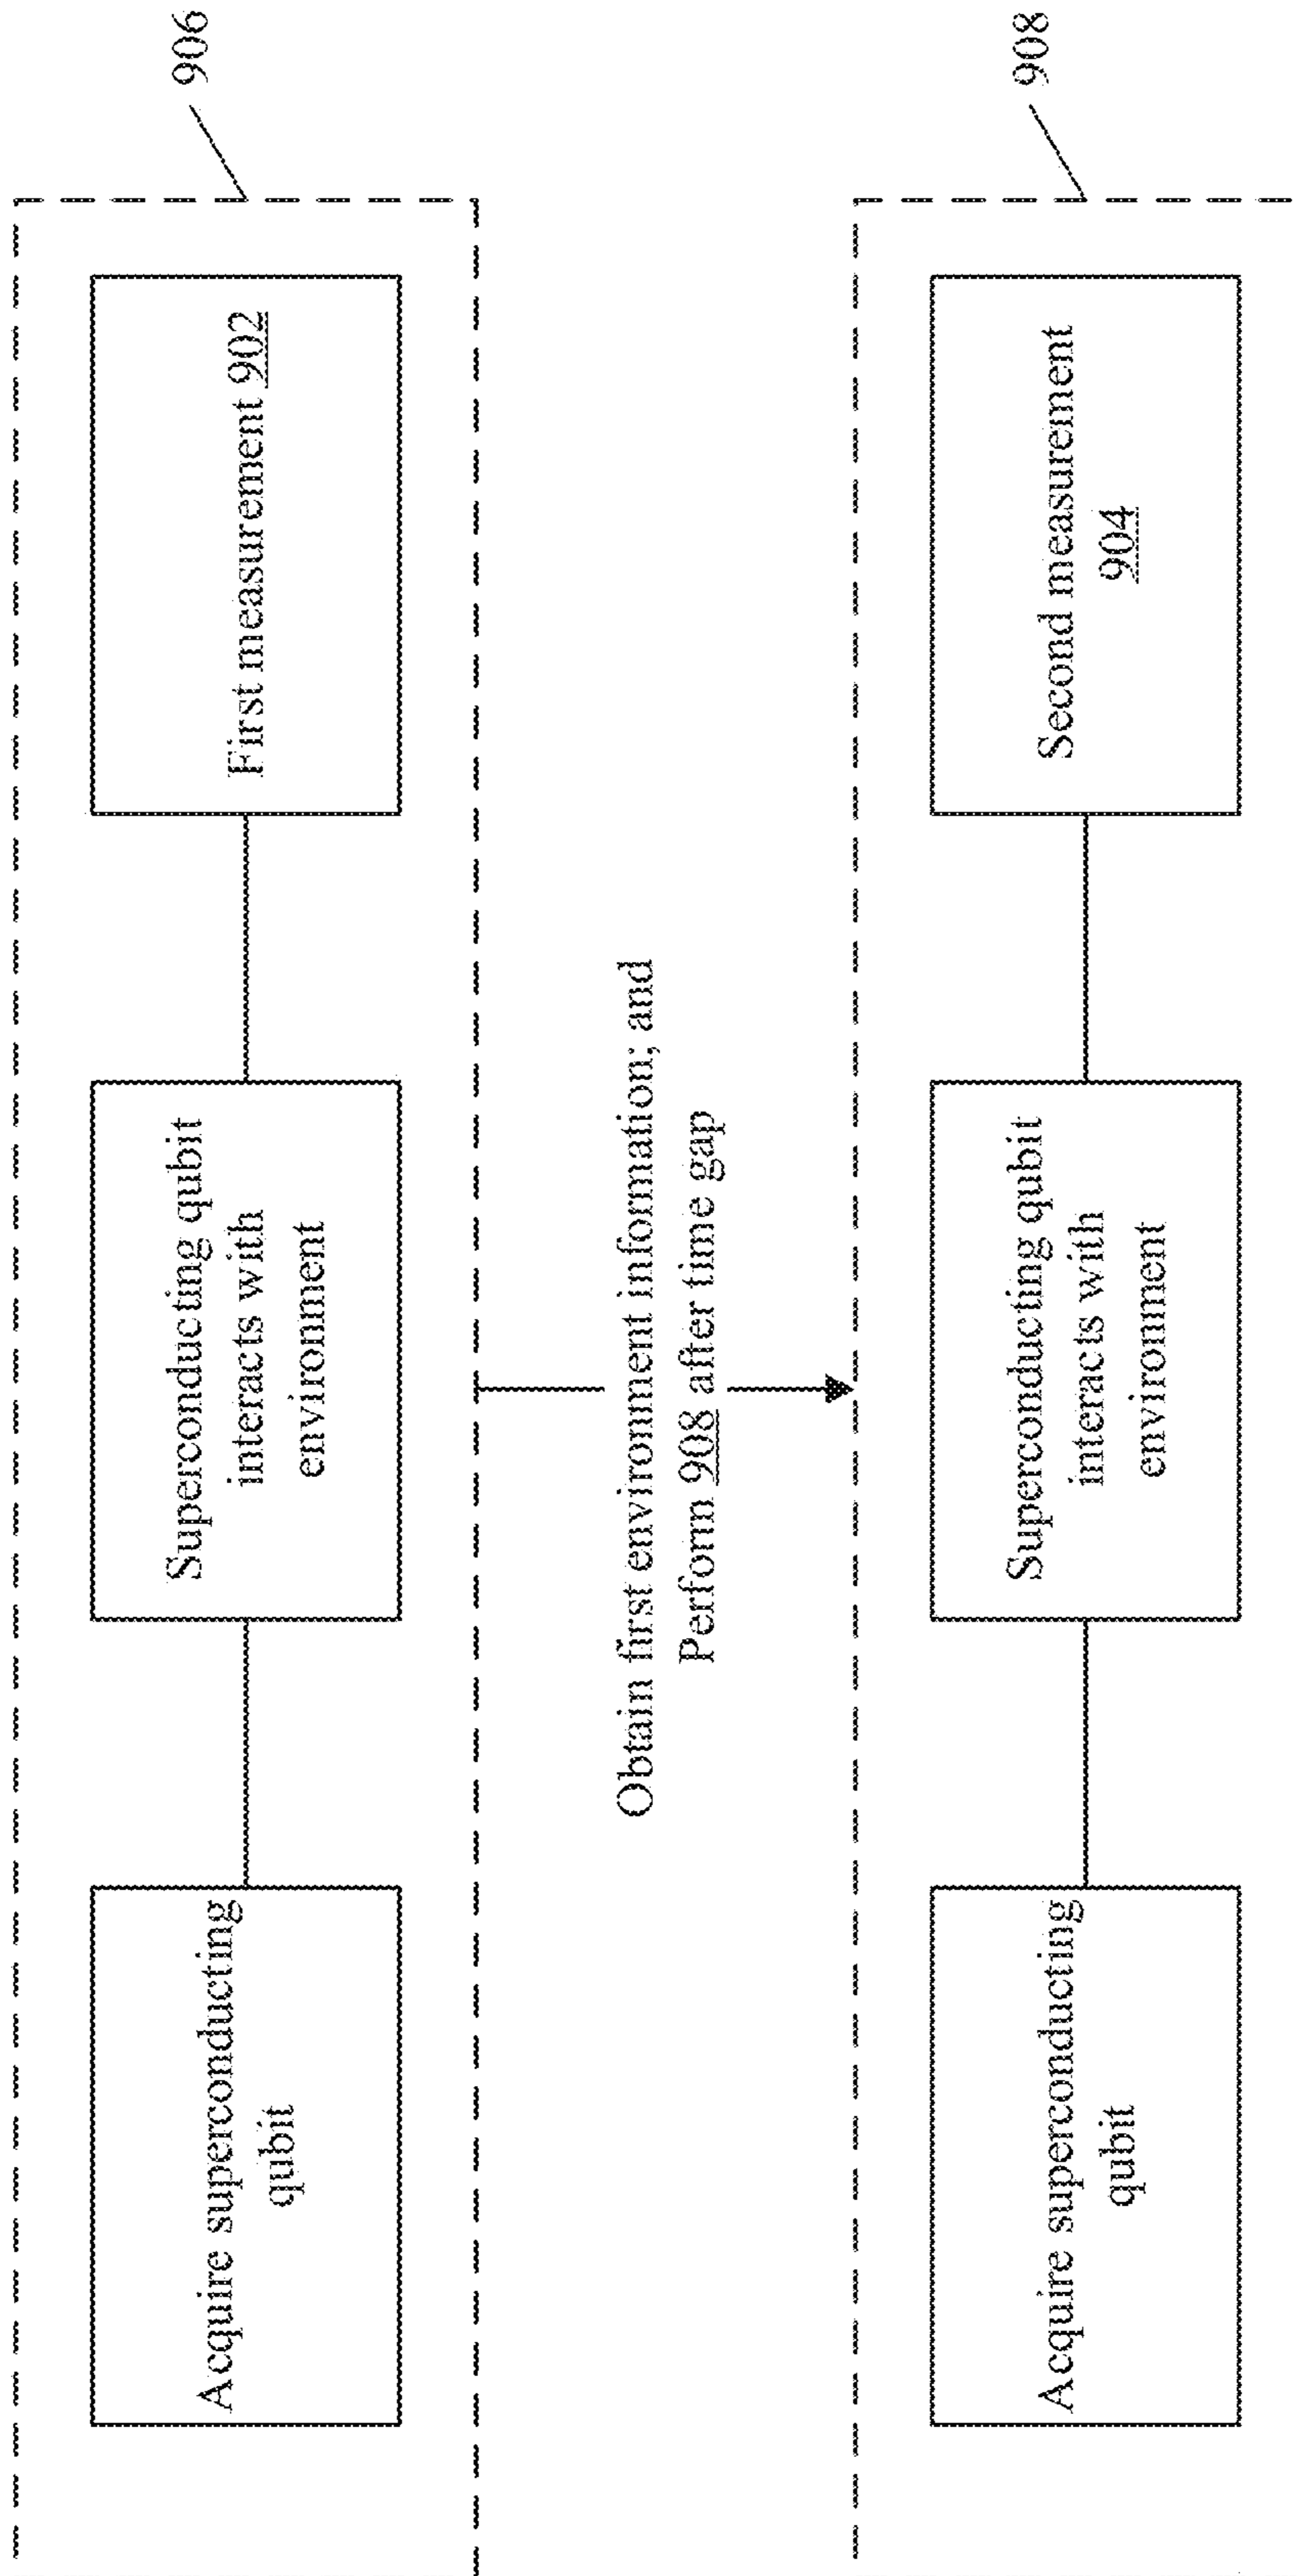 906
Acquire superconducting
qubit
Superconducting qubit
interacts with
environment
First measurement 902
Obtain first environment information; and
Perform 908 after time gap
908
Acquire superconducting
qubit
Superconducting qubit
interacts with
environment
Second measurement
904